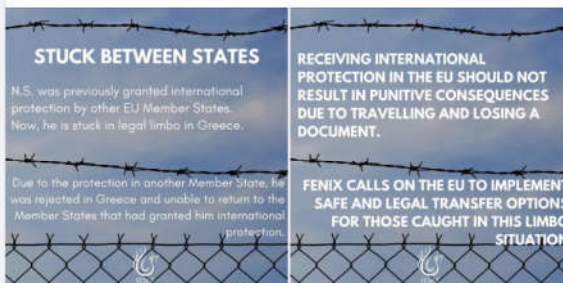 STUCK BETWEEN STATES
N.S. was previously granted international
protection by other EU Member States.
Now, he is stuck in legal limbo in Greece.
Due to the protection in another Member State, he
was rejected in Greece and unable to return to the
Member States that had granted him international
protection.
RECEIVING INTERNATIONAL
PROTECTION IN THE EU SHOULD NOT
RESULT IN PUNITIVE CONSEQUENCES
DUE TO TRAVELLING AND LOSING A
DOCUMENT.
FENIX CALLS ON THE EU TO IMPLEMENT
SAFE AND LEGAL TRANSFER OPTIONS
FOR THOSE CAUGHT IN THIS LIMBO
SITUATION